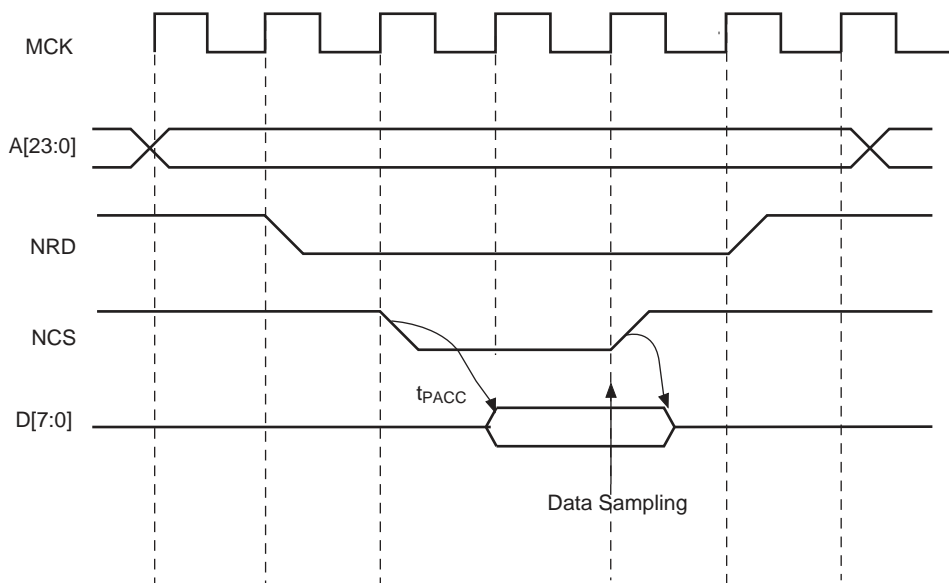 MCK
A[23:0]
NRD
NCS
tPACC
D[7:0]
Data Sampling